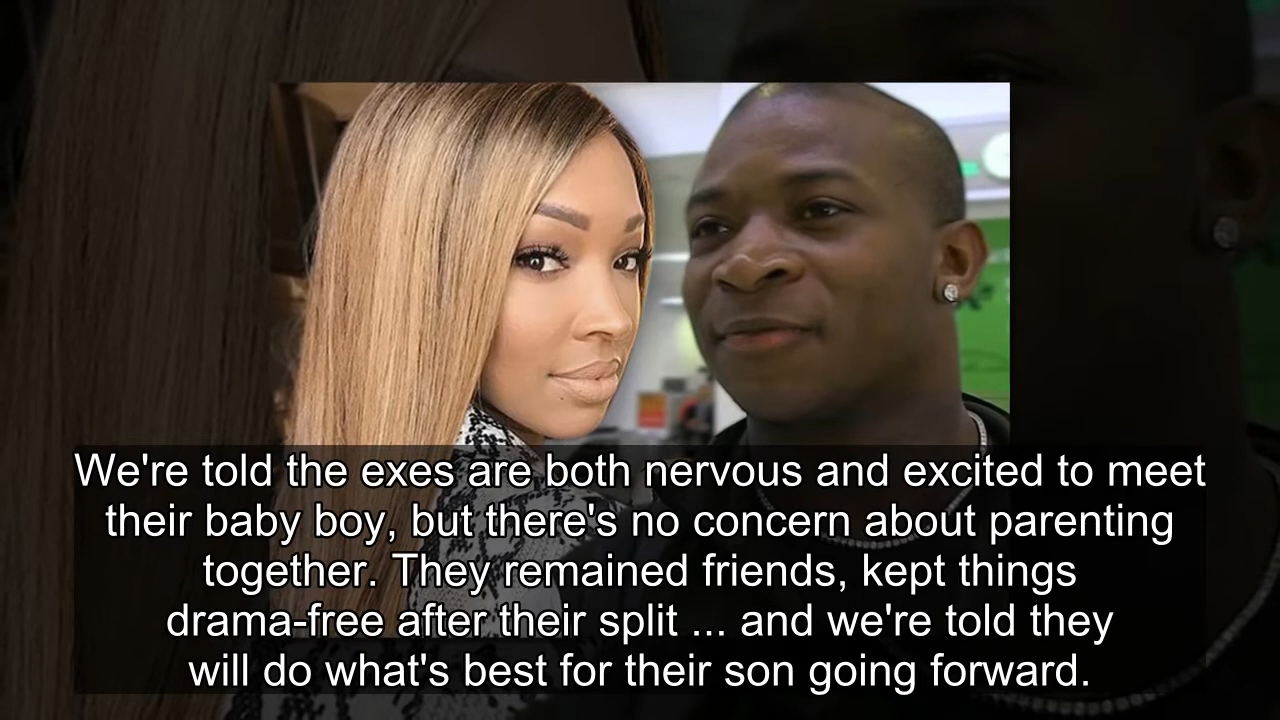 We're told the exes are both nervous and excited to meet
their baby boy, but there's no concern about parenting
together. They remained friends, kept things
drama-free after their split ... and we're told they
will do what's best for their son going forward.